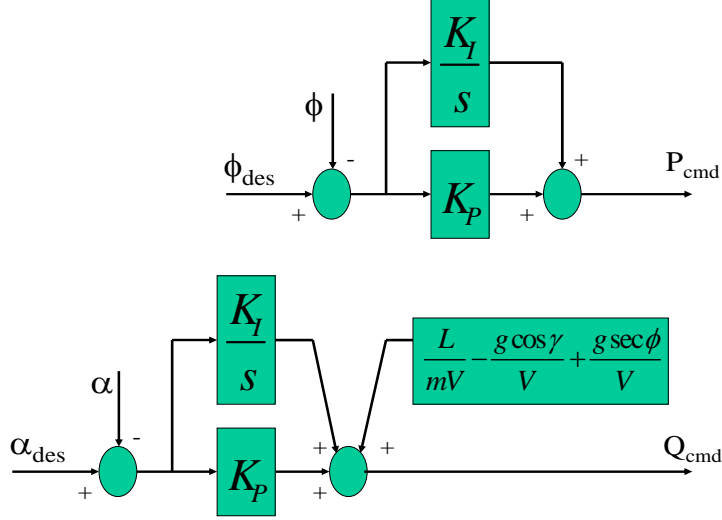 K_I
s
ϕ
-
+
P_cmd
ϕ_des
+
K_P
+
K_I
s
L/mV - g cos γ/V + g sec ϕ/V
α
-
+
+
Q_cmd
α_des
+
K_P
+